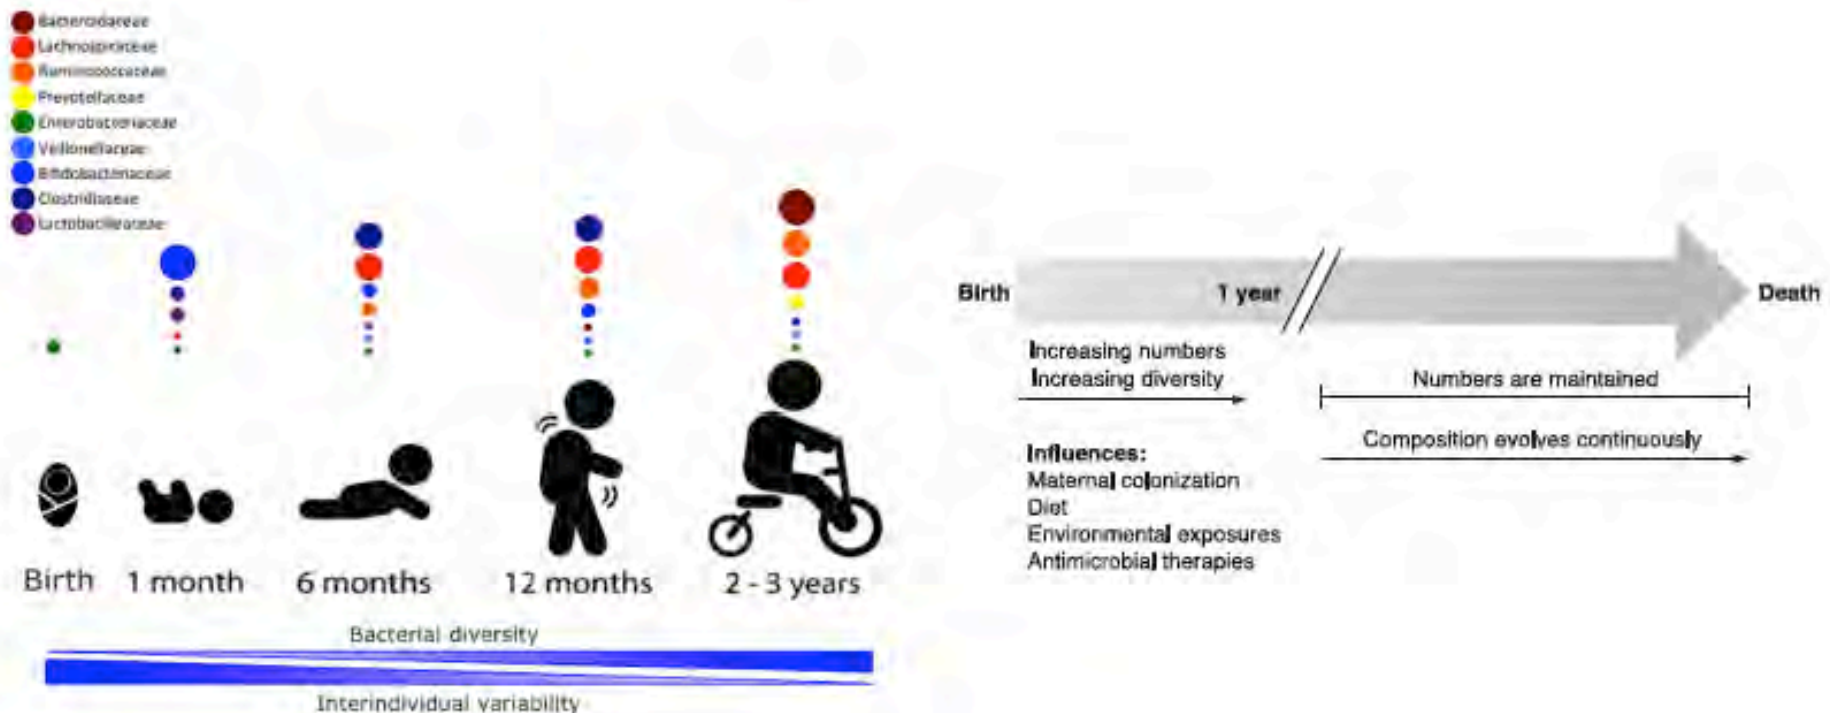 Bacteroidaceae
Lachnospiraceae
Ruminococcaceae
Prevotellaceae
Enterobacteriaceae
Veillonellaceae
Bifidobacteriaceae
Clostridiaseae
Lactobacilleaceae
Birth
1 month
6 months
12 months
2 - 3 years
Bacterial diversity
Interindividual variability
Birth
1 year
Death
Increasing numbers
Increasing diversity
Numbers are maintained
Composition evolves continuously
Influences:
Maternal colonization
Diet
Environmental exposures
Antimicrobial therapies